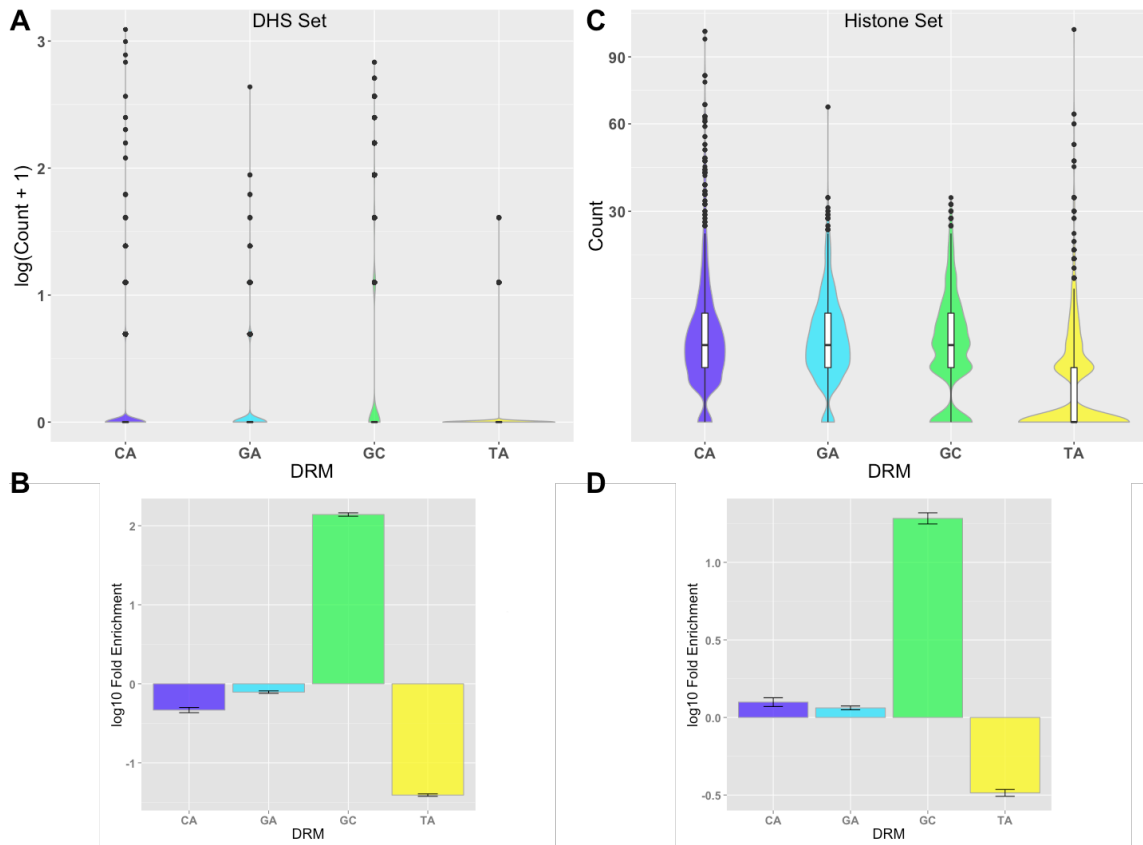 A
DHS Set
log(Count + 1)
3
2
1
0
CA GA GC TA
DRM
C
Histone Set
Count
90
60
30
CA GA GC TA
DRM
B
log10 Fold Enrichment
2
1
0
-1
CA GA GC TA
DRM
D
log10 Fold Enrichment
1.0
0.5
0.0
-0.5
CA GA GC TA
DRM